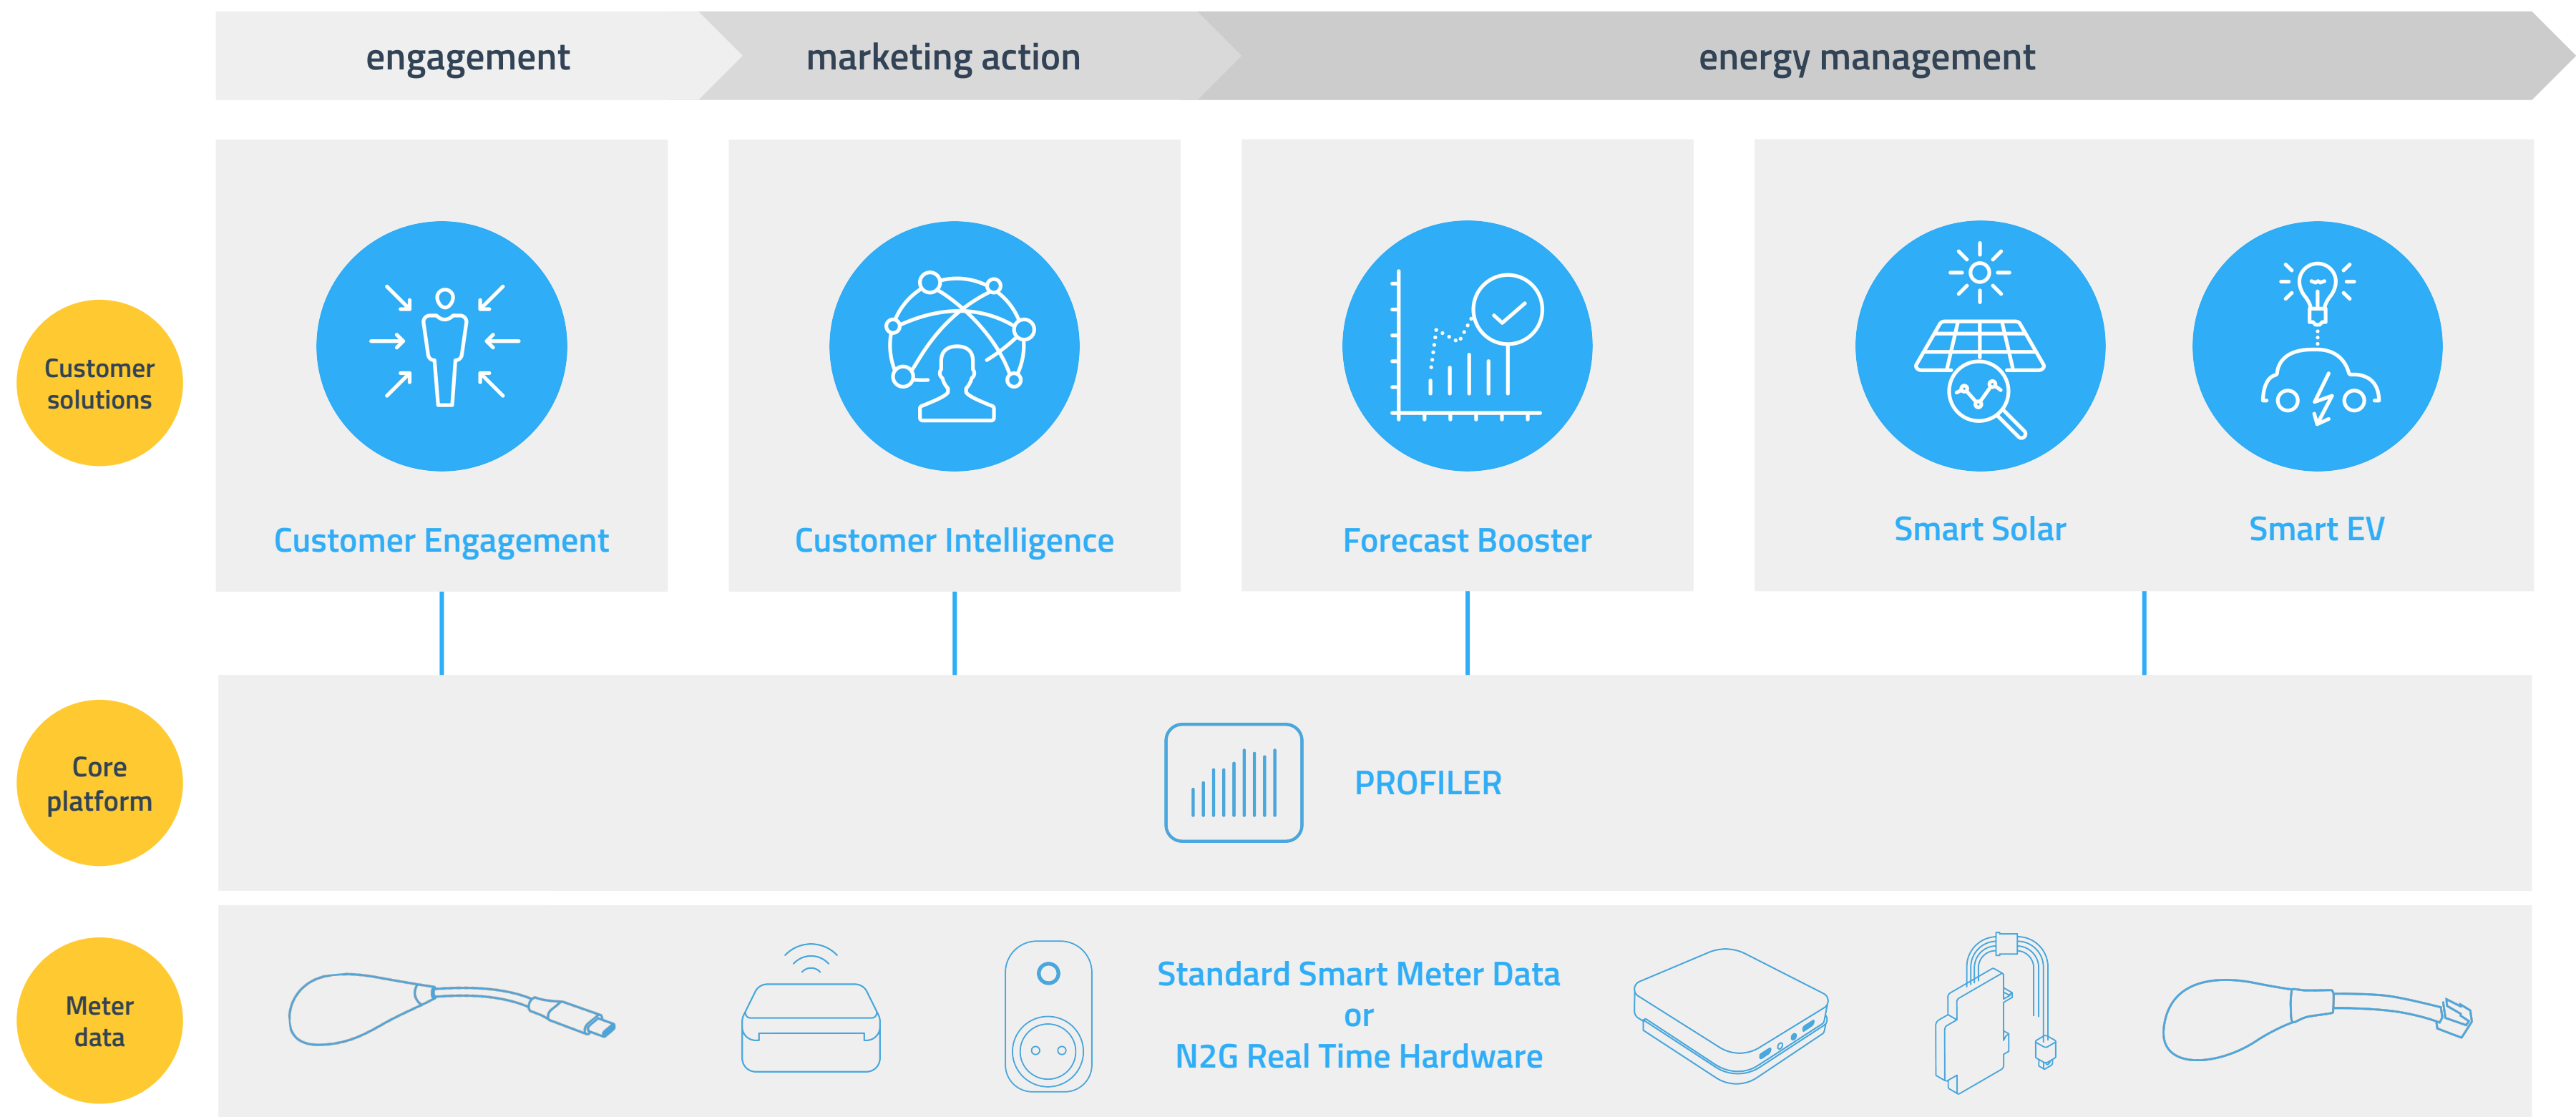 engagement
marketing action
energy management
Customer
solutions
Customer Engagement
Customer Intelligence
Forecast Booster
Smart Solar
Smart EV
Core
platform
PROFILER
Meter
data
Standard Smart Meter Data
or
N2G Real Time Hardware